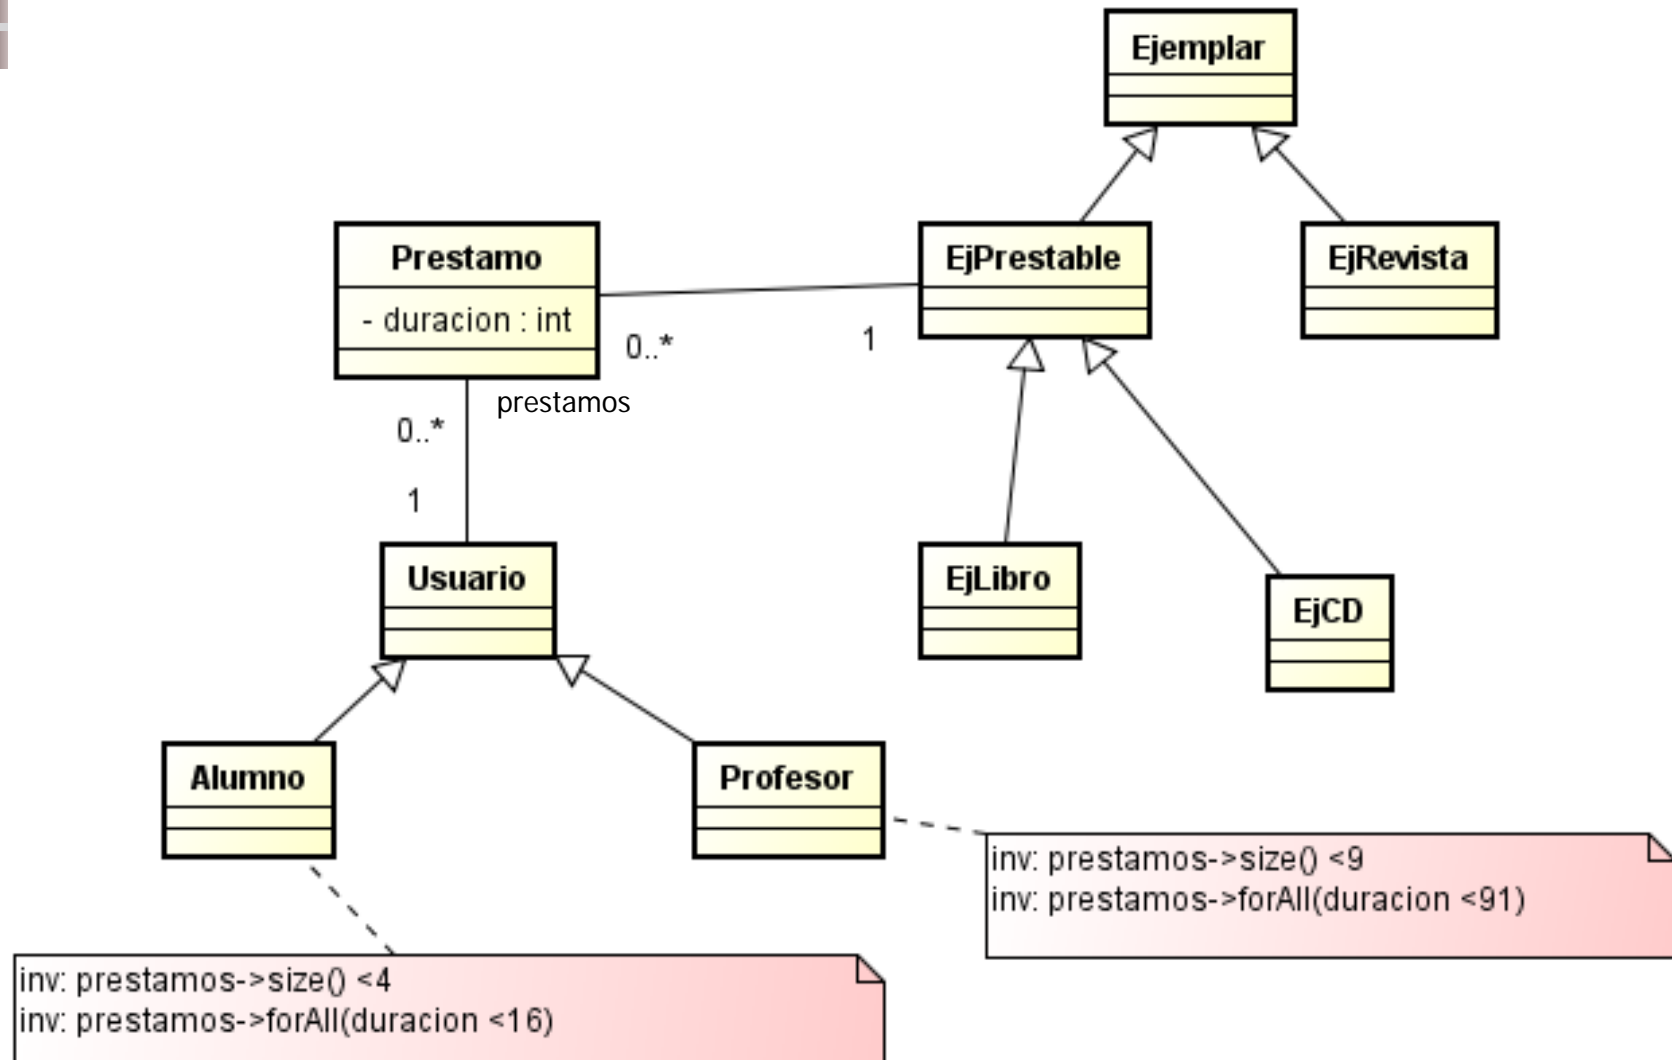 Ejemplar
Prestamo
- duracion : int
EjPrestable
EjRevista
0..*
1
prestamos
0..*
1
Usuario
EjLibro
EjCD
Alumno
Profesor
inv: prestamos->size() <9
inv: prestamos->forAll(duracion <91)
inv: prestamos->size() <4
inv: prestamos->forAll(duracion <16)